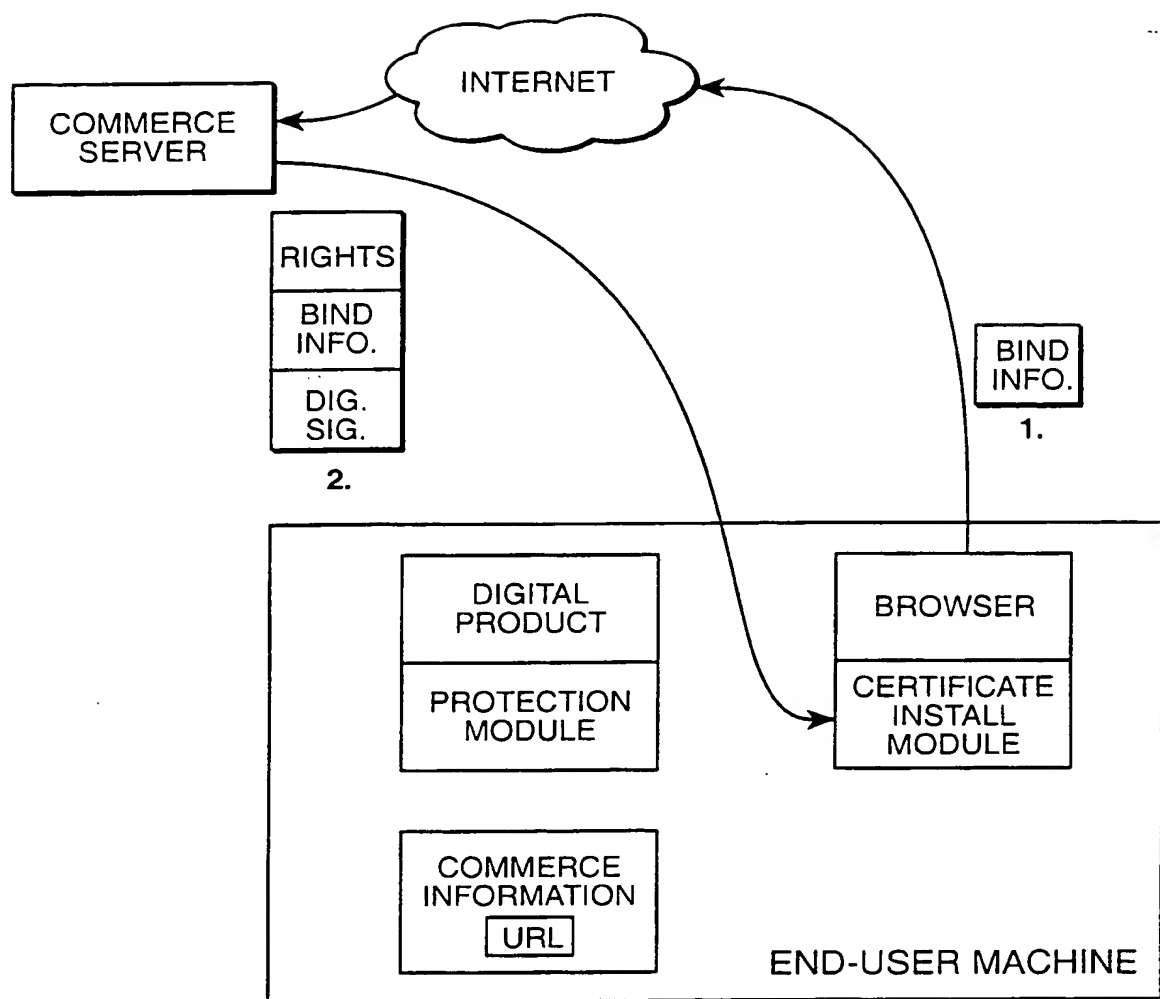 INTERNET
COMMERCE
SERVER
RIGHTS
BIND
INFO.
DIG.
SIG.
2.
BIND
INFO.
1.
DIGITAL
PRODUCT
PROTECTION
MODULE
BROWSER
CERTIFICATE
INSTALL
MODULE
COMMERCE
INFORMATION
URL
END-USER MACHINE